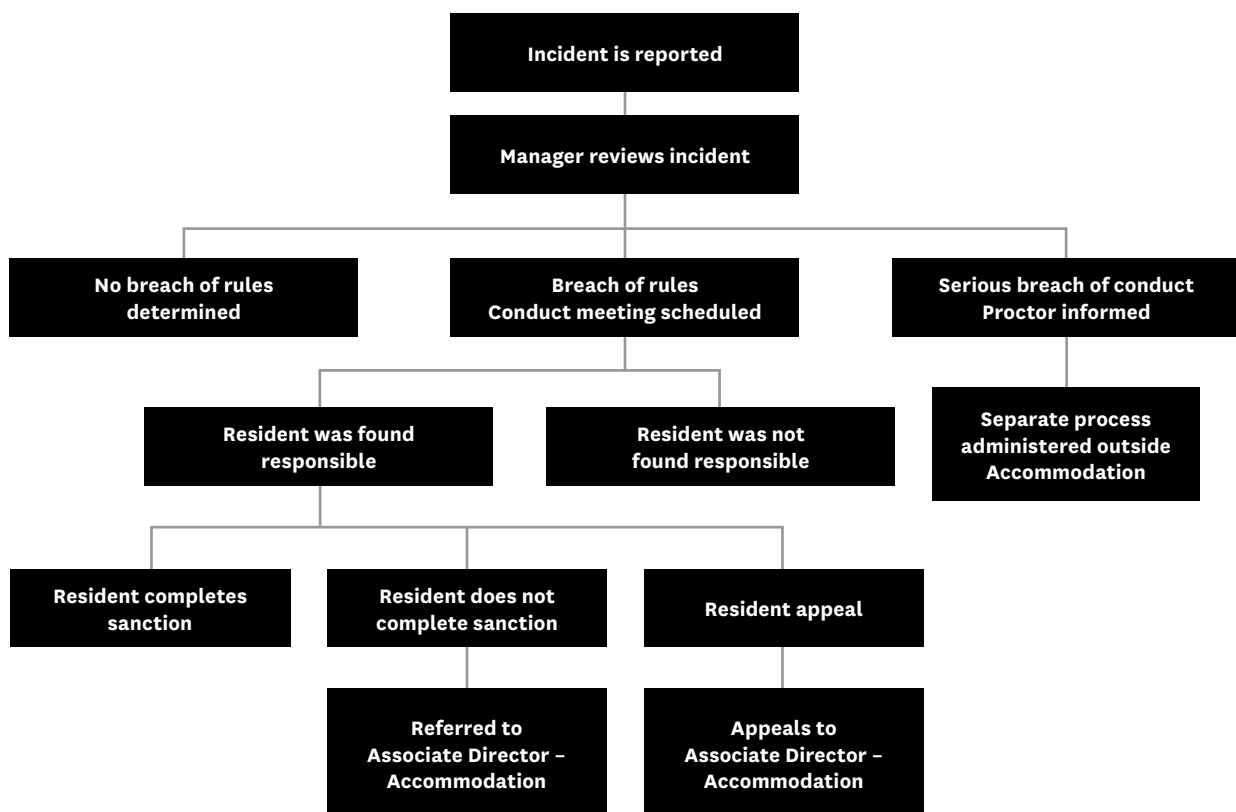 Incident is reported
Manager reviews incident
No breach of rules
determined
Breach of rules
Conduct meeting scheduled
Serious breach of conduct
Proctor informed
Resident was found
responsible
Resident was not
found responsible
Separate process
administered outside
Accommodation
Resident completes
sanction
Resident does not
complete sanction
Resident appeal
Referred to
Associate Director –
Accommodation
Appeals to
Associate Director –
Accommodation